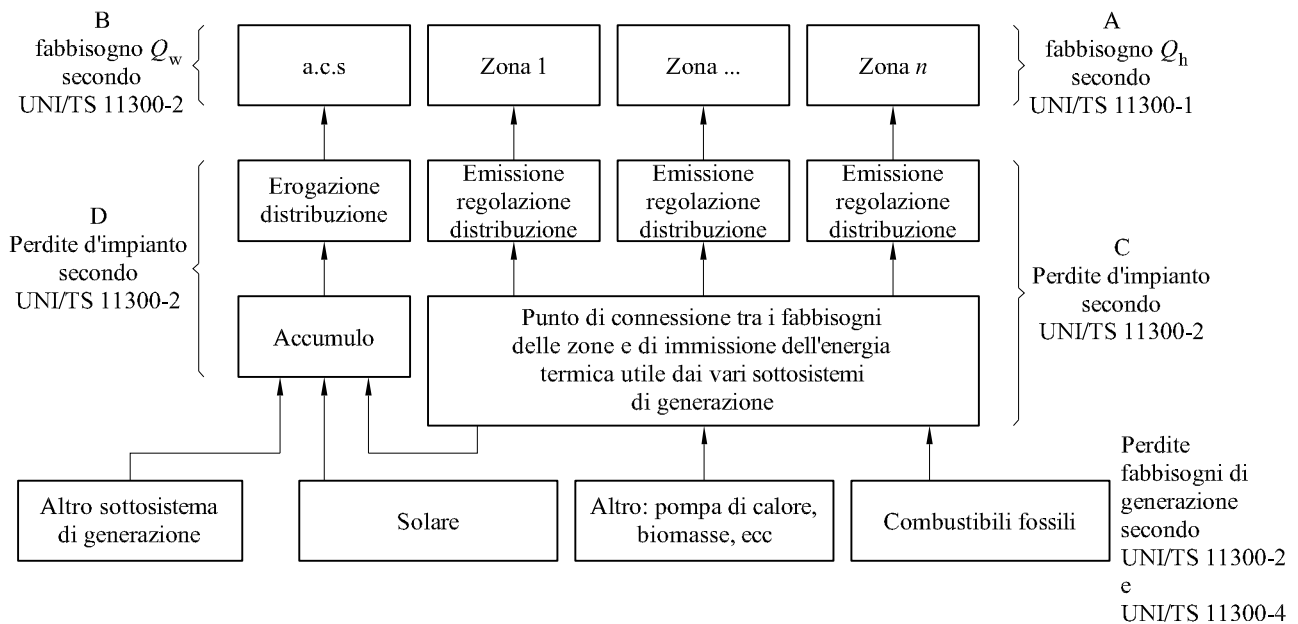 B
fabbisogno Qw
secondo
UNI/TS 11300-2
a.c.s
Zona 1
Zona ...
Zona n
A
fabbisogno Qh
secondo
UNI/TS 11300-1
D
Perdite d'impianto
secondo
UNI/TS 11300-2
Erogazione
distribuzione
Emissione
regolazione
distribuzione
Emissione
regolazione
distribuzione
Emissione
regolazione
distribuzione
C
Perdite d'impianto
secondo
UNI/TS 11300-2
Accumulo
Punto di connessione tra i fabbisogni
delle zone e di immissione dell'energia
termica utile dai vari sottosistemi
di generazione
Altro sottosistema
di generazione
Solare
Altro: pompa di calore,
biomasse, ecc
Combustibili fossili
Perdite
fabbisogni di
generazione
secondo
UNI/TS 11300-2
e
UNI/TS 11300-4